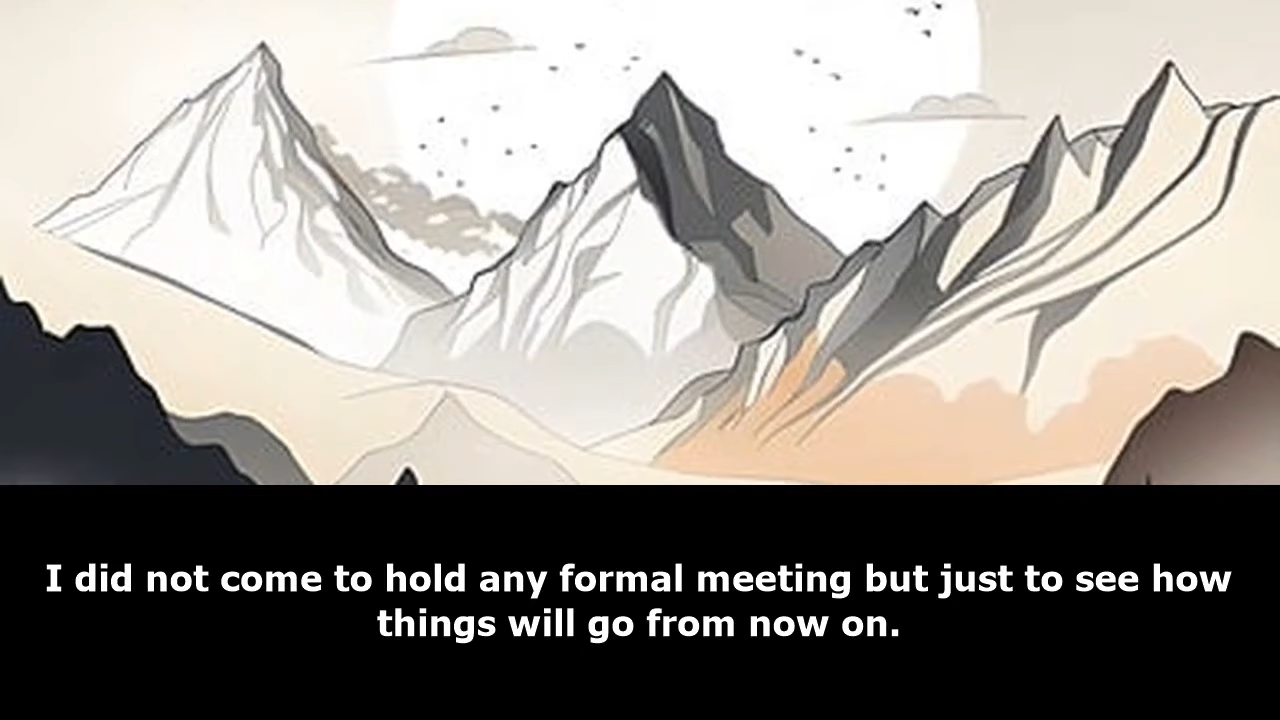 I did not come to hold any formal meeting but just to see how
things will go from now on.